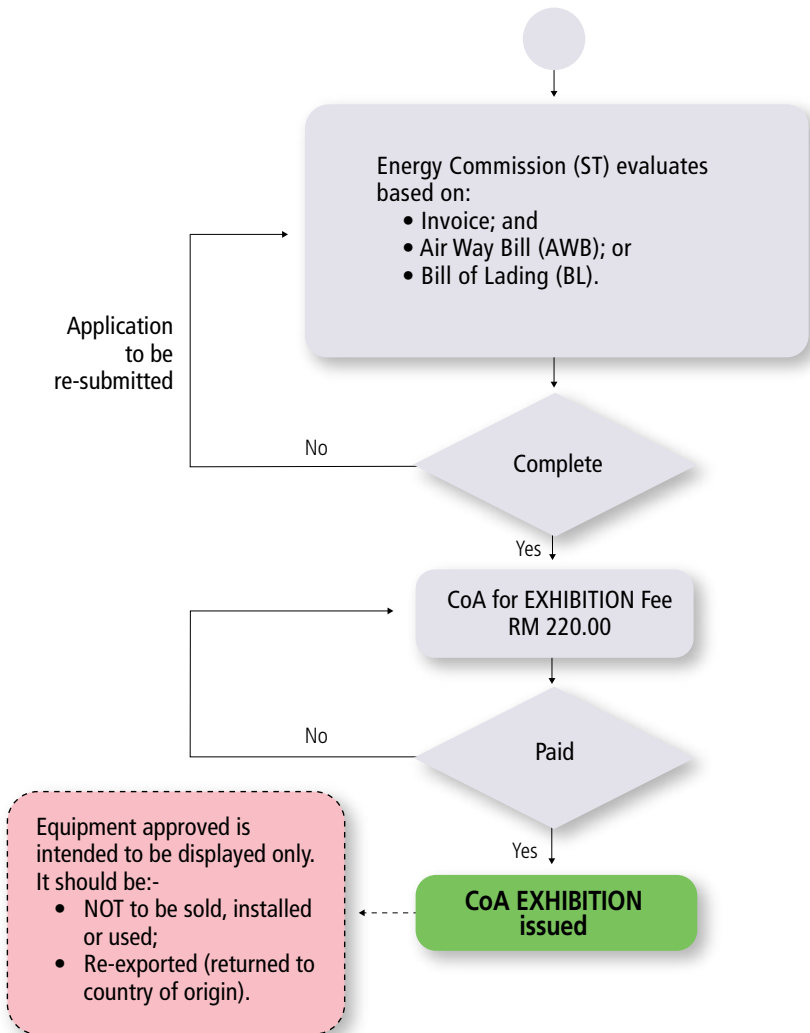 Energy Commission (ST) evaluates
based on:
• Invoice; and
• Air Way Bill (AWB); or
• Bill of Lading (BL).
Application
to be
re-submitted
No
Complete
Yes
CoA for EXHIBITION Fee
RM 220.00
No
Paid
Yes
Equipment approved is
intended to be displayed only.
It should be:-
• NOT to be sold, installed
or used;
• Re-exported (returned to
country of origin).
CoA EXHIBITION
issued